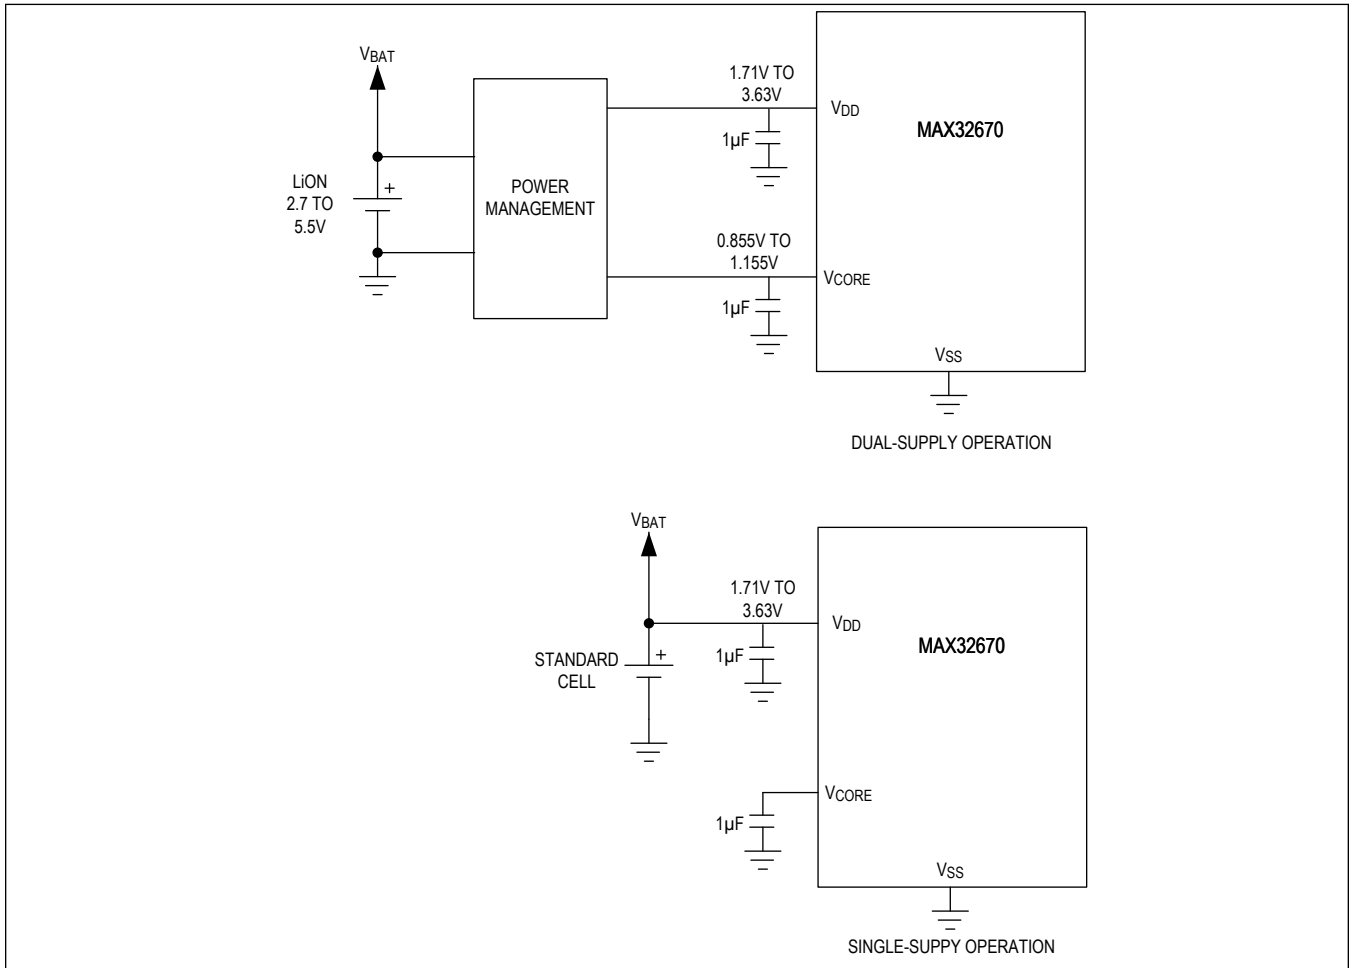 VBAT
LiON
2.7 TO
5.5V
+
POWER
MANAGEMENT
1.71V TO
3.63V
1µF
VDD
MAX32670
0.855V TO
1.155V
1µF
VCORE
VSS
DUAL-SUPPLY OPERATION
VBAT
STANDARD
CELL
+
1.71V TO
3.63V
1µF
VDD
MAX32670
1µF
VCORE
VSS
SINGLE-SUPPY OPERATION